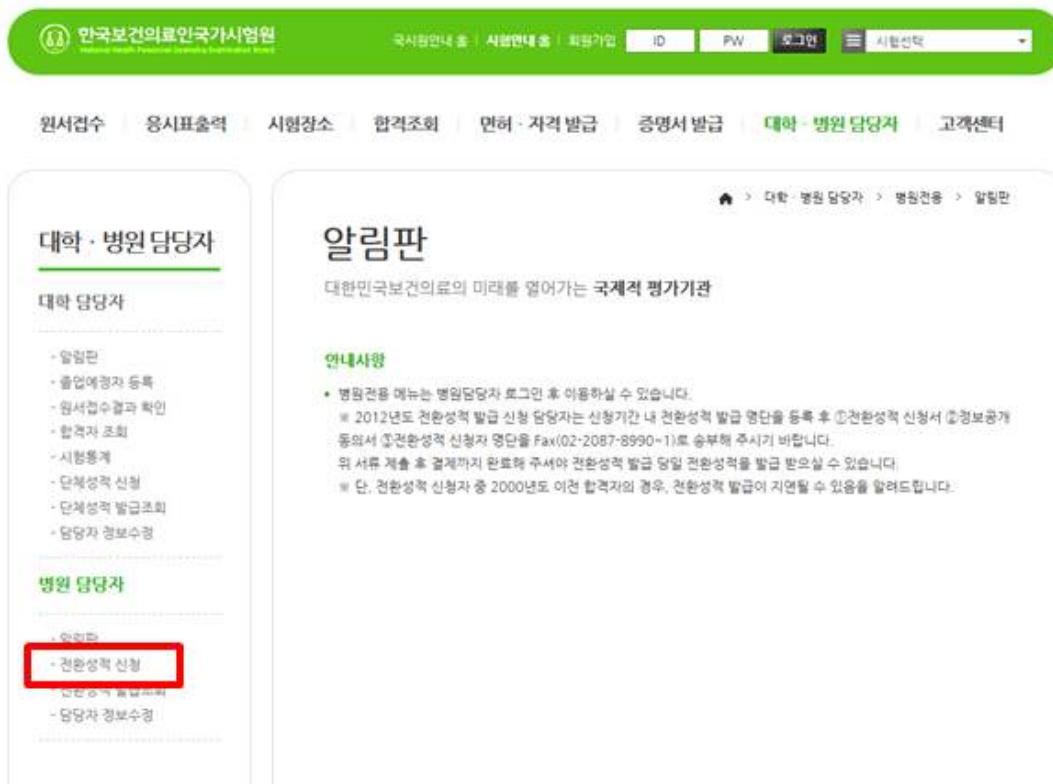 한국보건의료인국가시험원
National Health Personnel Licensing Examination Board
국시원안내 홈 | 시험안내 홈 | 회원가입 ID PW 로그인 시험선택
원서접수 응시표출력 시험장소 합격조회 면허 · 자격 발급 증명서 발급 대학 · 병원 담당자 고객센터
> 대학 · 병원 담당자 > 병원전용 > 알림판
대학 · 병원 담당자
대학 담당자
- 알림판
- 졸업예정자 등록
- 원서접수결과 확인
- 합격자 조회
- 시험통계
- 단체성적 신청
- 단체성적 발급조회
- 담당자 정보수정
병원 담당자
- 알림판
- 전환성적 신청
- 전환성적 발급조회
- 담당자 정보수정
알림판
대한민국보건의료의 미래를 열어가는 국제적 평가기관
안내사항
• 병원전용 메뉴는 병원담당자 로그인 후 이용하실 수 있습니다.
※ 2012년도 전환성적 발급 신청 담당자는 신청기간 내 전환성적 발급 명단을 등록 후 ①전환성적 신청서 ②정보공개
동의서 ③전환성적 신청자 명단을 Fax(02-2087-8990~1)로 송부해 주시기 바랍니다.
위 서류 제출 후 결제까지 완료해 주셔야 전환성적 발급 당일 전환성적을 발급 받으실 수 있습니다.
※ 단, 전환성적 신청자 중 2000년도 이전 합격자의 경우, 전환성적 발급이 지연될 수 있음을 알려드립니다.